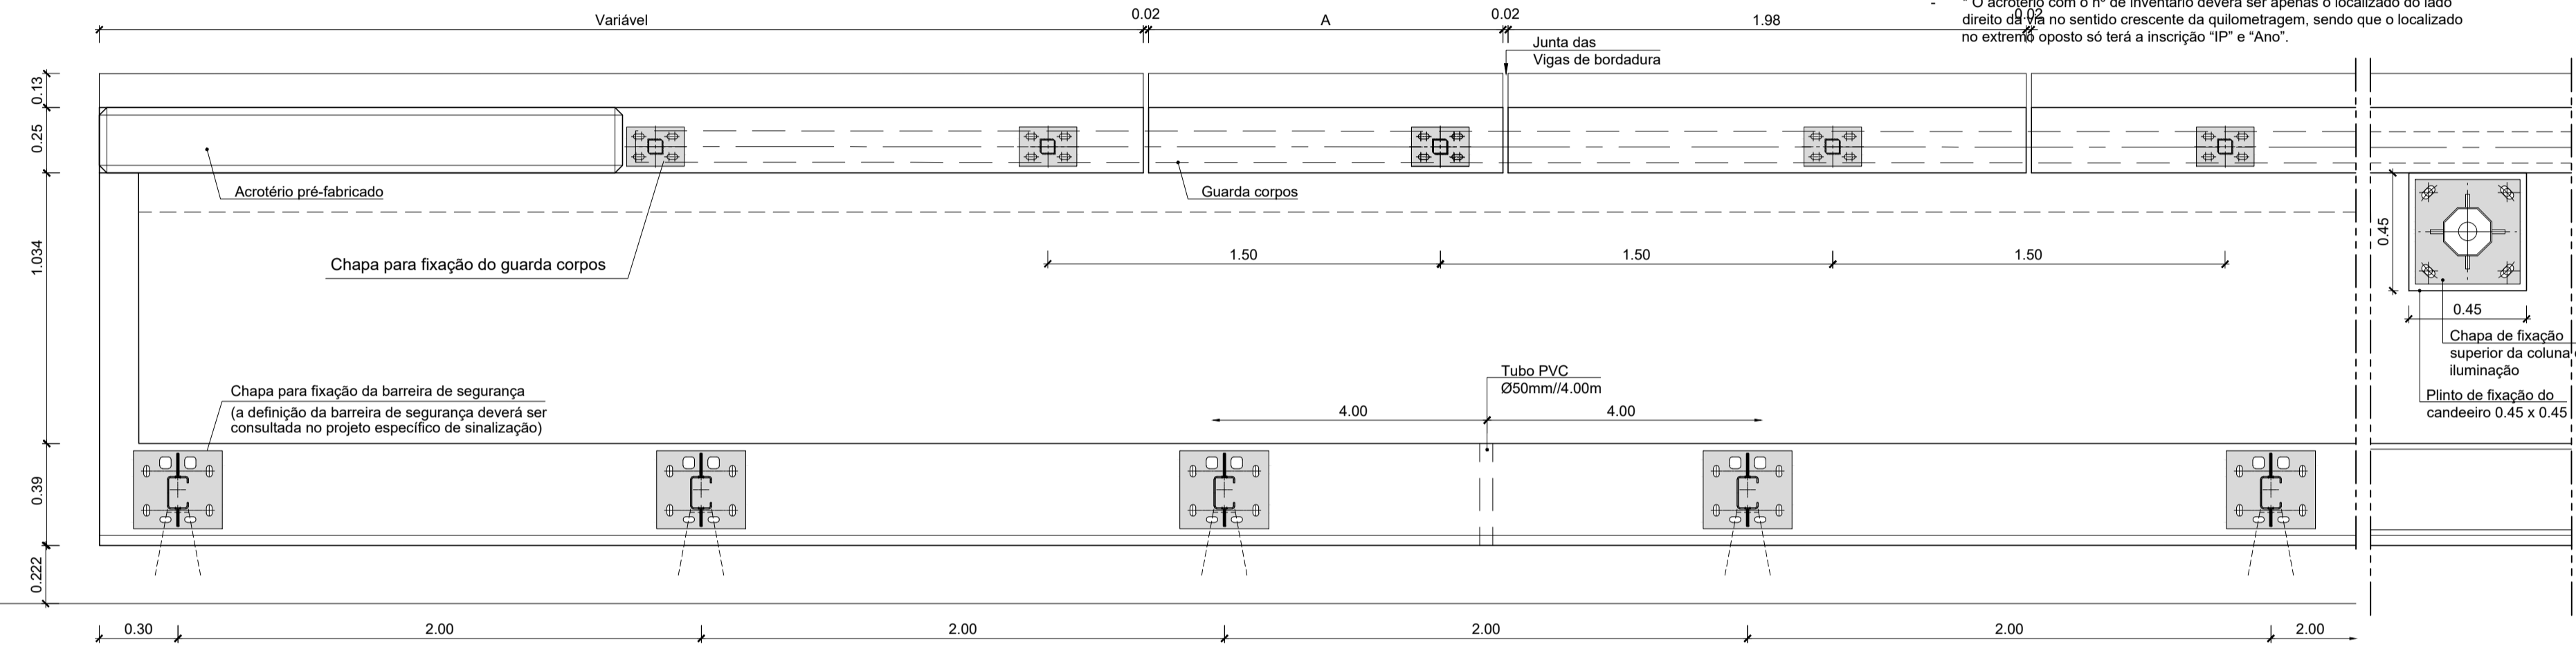 - * O acrotério com o nº de inventário deverá ser apenas o localizado do lado
direito da via no sentido crescente da quilometragem, sendo que o localizado
no extremo oposto só terá a inscrição “IP” e “Ano”.
Variável
0.02
A
0.02
1.98
0.02
Junta das
Vigas de bordadura
0.13
0.25
1.034
0.39
0.222
Acrotério pré-fabricado
Guarda corpos
Chapa para fixação do guarda corpos
1.50
1.50
1.50
0.45
0.45
Chapa de fixação
superior da coluna
iluminação
Plinto de fixação do
candeeiro 0.45 x 0.45
Chapa para fixação da barreira de segurança
(a definição da barreira de segurança deverá ser
consultada no projeto específico de sinalização)
Tubo PVC
Ø50mm//4.00m
4.00
4.00
0.30
2.00
2.00
2.00
2.00
2.00